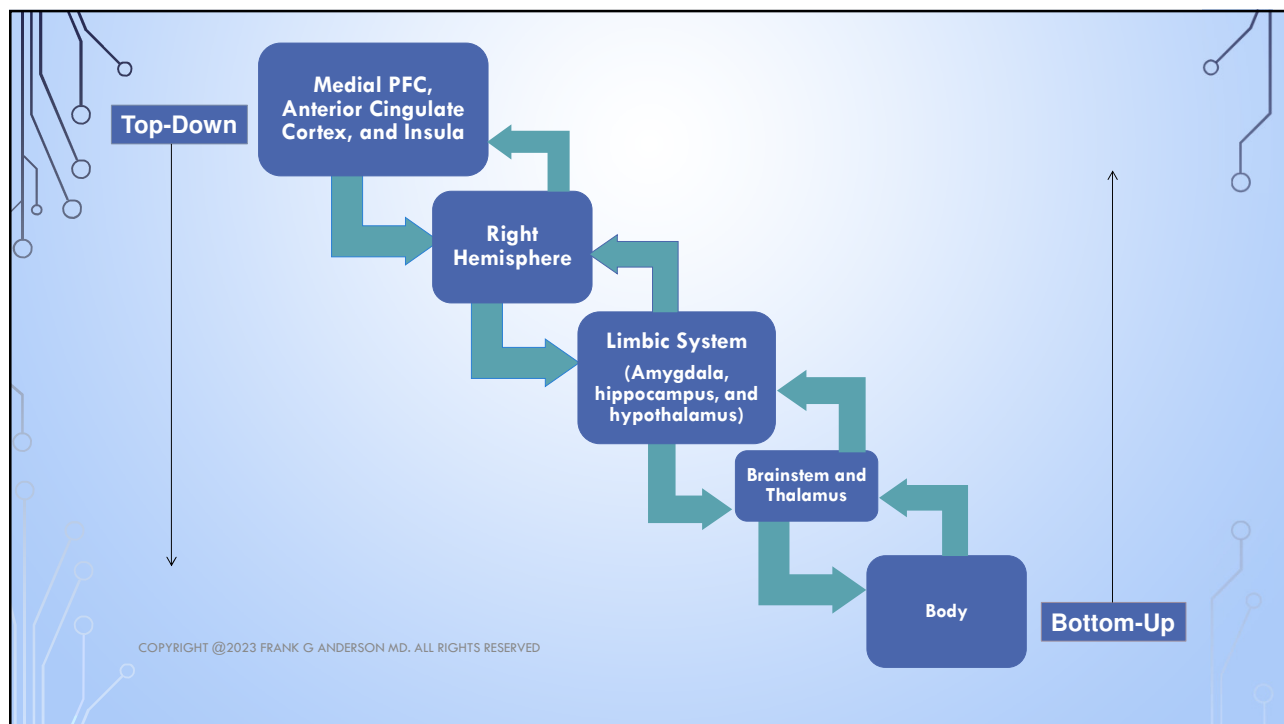 Medial PFC,
Anterior Cingulate
Cortex, and Insula
Top-Down
Right
Hemisphere
Limbic System
(Amygdala,
hippocampus, and
hypothalamus)
Brainstem and
Thalamus
Body
Bottom-Up
COPYRIGHT @2023 FRANK G ANDERSON MD. ALL RIGHTS RESERVED